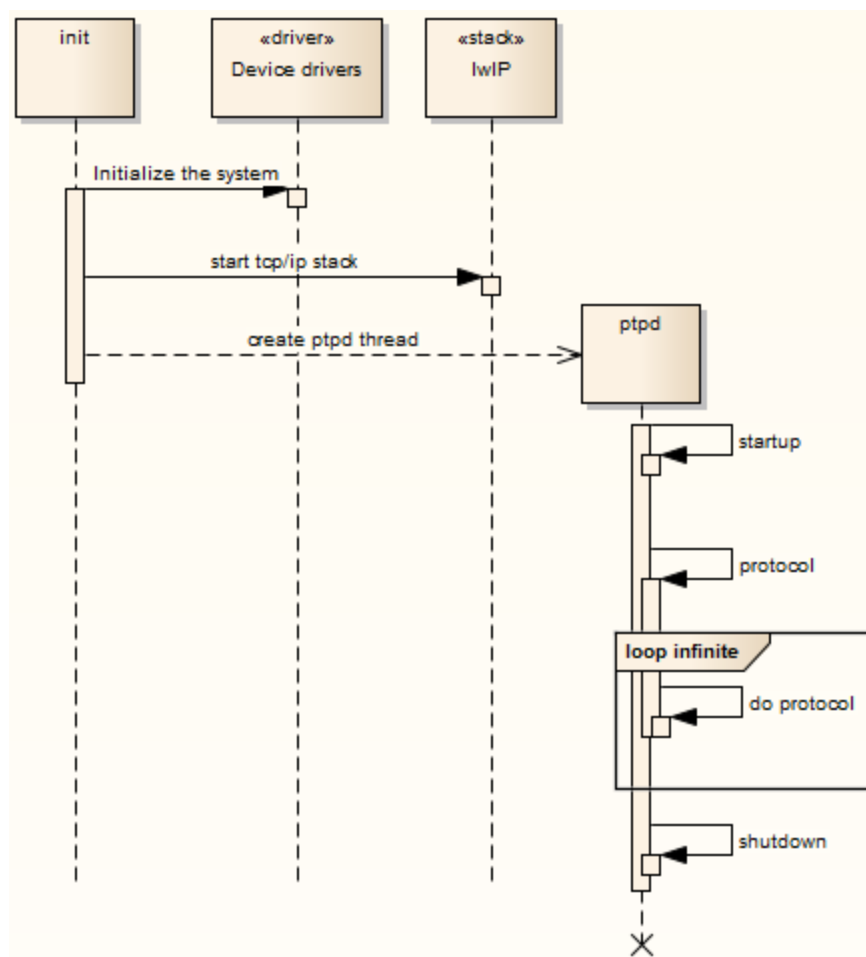 init
«driver»
Device drivers
«stack»
lwIP
Initialize the system
start tcp/ip stack
create ptpd thread
ptpd
startup
protocol
loop infinite
do protocol
shutdown